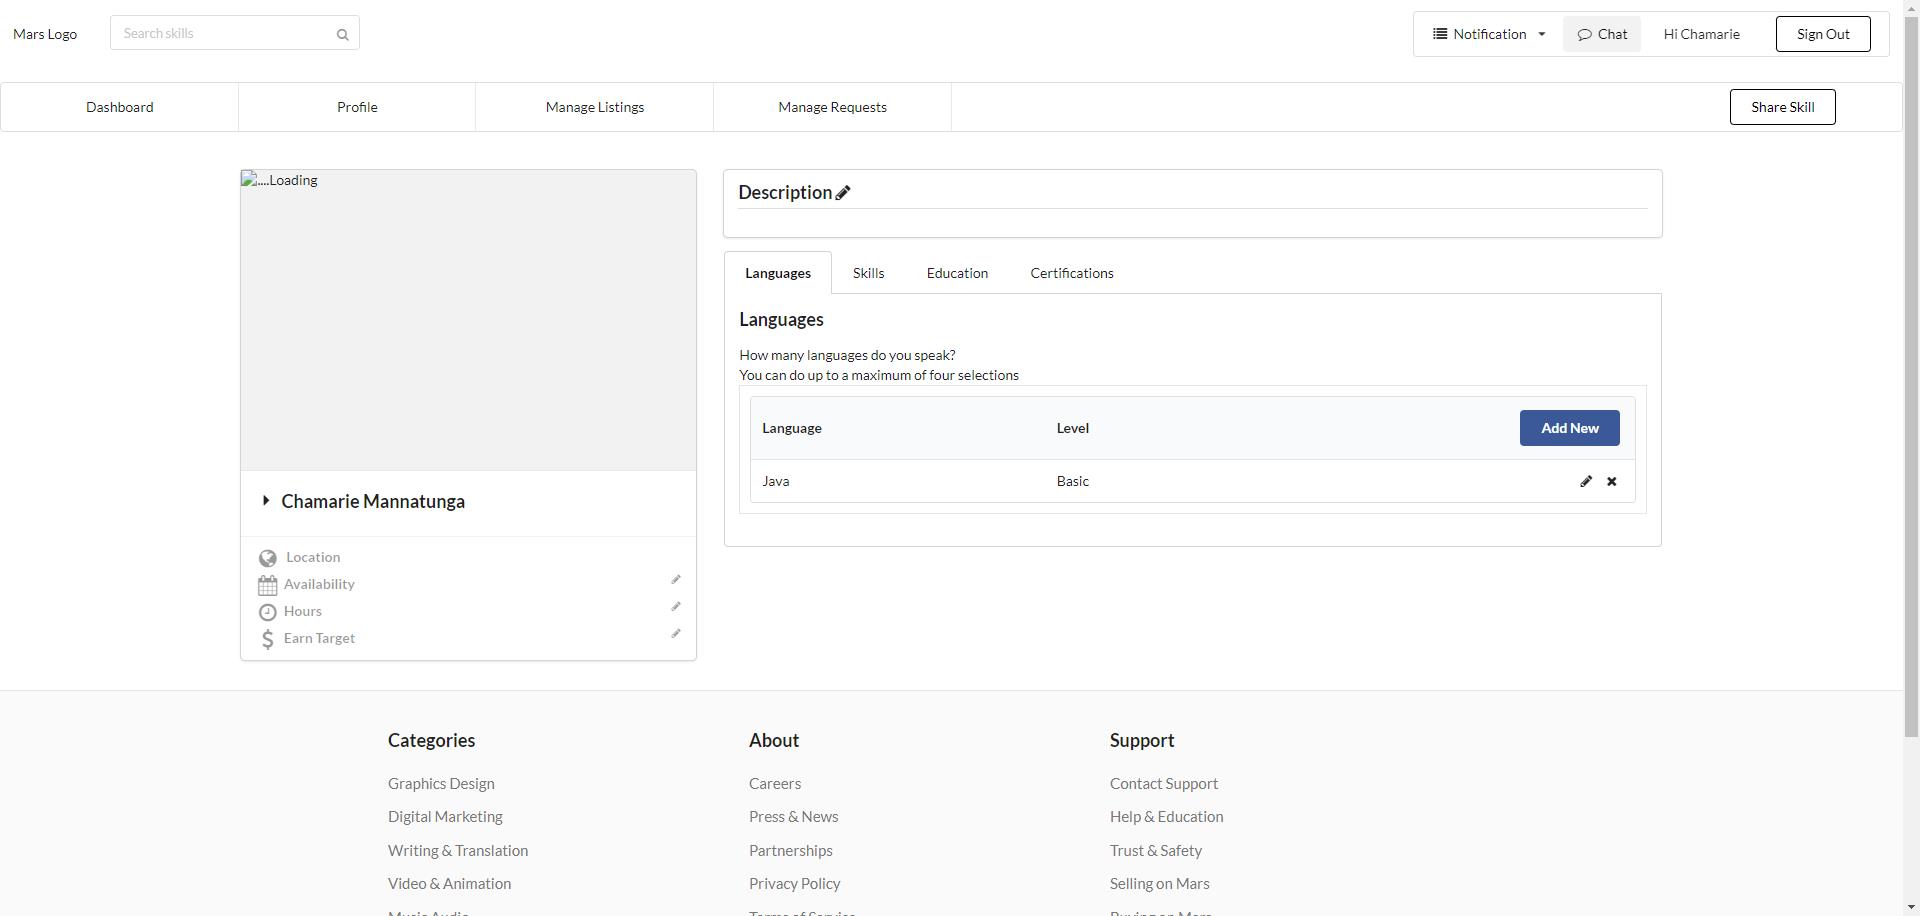 Mars Logo
Search skills
Notification
Chat
Hi Chamarie
Sign Out
Dashboard
Profile
Manage Listings
Manage Requests
Share Skill
....Loading
Chamarie Mannatunga
Location
Availability
Hours
Earn Target
Description
Languages
Skills
Education
Certifications
Languages
How many languages do you speak?
You can do up to a maximum of four selections
Language
Level
Add New
Java
Basic
Categories
Graphics Design
Digital Marketing
Writing & Translation
Video & Animation
About
Careers
Press & News
Partnerships
Privacy Policy
Support
Contact Support
Help & Education
Trust & Safety
Selling on Mars